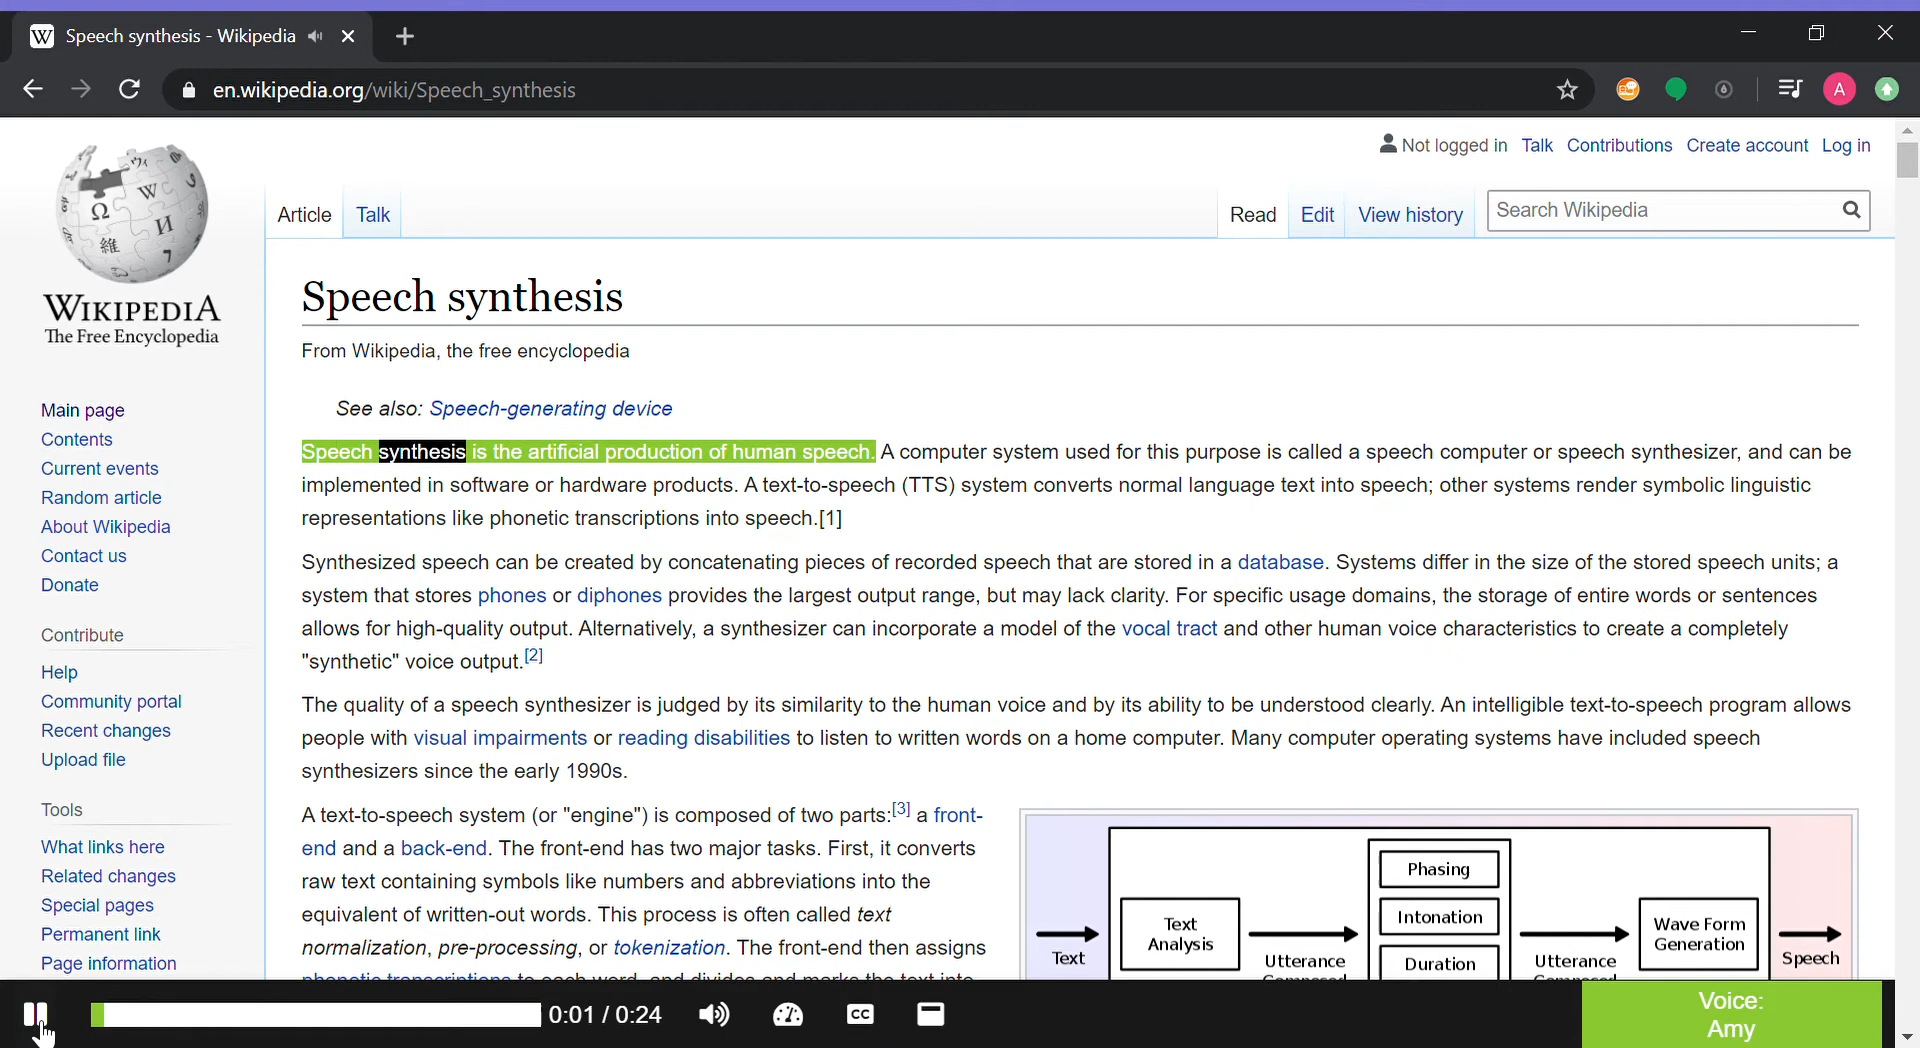 Speech synthesis - Wikipedia
en.wikipedia.org/wiki/Speech_synthesis
A
Not logged in Talk Contributions Create account Log in
Article Talk Read Edit View history Search Wikipedia
WIKIPEDIA
The Free Encyclopedia
Main page
Contents
Current events
Random article
About Wikipedia
Contact us
Donate
Contribute
Help
Community portal
Recent changes
Upload file
Tools
What links here
Related changes
Special pages
Permanent link
Page information
Speech synthesis
From Wikipedia, the free encyclopedia
See also: Speech-generating device
Speech synthesis is the artificial production of human speech. A computer system used for this purpose is called a speech computer or speech synthesizer, and can be
implemented in software or hardware products. A text-to-speech (TTS) system converts normal language text into speech; other systems render symbolic linguistic
representations like phonetic transcriptions into speech.[1]
Synthesized speech can be created by concatenating pieces of recorded speech that are stored in a database. Systems differ in the size of the stored speech units; a
system that stores phones or diphones provides the largest output range, but may lack clarity. For specific usage domains, the storage of entire words or sentences
allows for high-quality output. Alternatively, a synthesizer can incorporate a model of the vocal tract and other human voice characteristics to create a completely
"synthetic" voice output.[2]
The quality of a speech synthesizer is judged by its similarity to the human voice and by its ability to be understood clearly. An intelligible text-to-speech program allows
people with visual impairments or reading disabilities to listen to written words on a home computer. Many computer operating systems have included speech
synthesizers since the early 1990s.
A text-to-speech system (or "engine") is composed of two parts:[3] a front-
end and a back-end. The front-end has two major tasks. First, it converts
raw text containing symbols like numbers and abbreviations into the
equivalent of written-out words. This process is often called text
normalization, pre-processing, or tokenization. The front-end then assigns
phonetic transcriptions to each word, and divides and marks the text into
Text
Text
Analysis
Utterance
Composed
Phasing
Intonation
Duration
Utterance
Composed
Wave Form
Generation
Speech
0:01 / 0:24
CC
Voice:
Amy